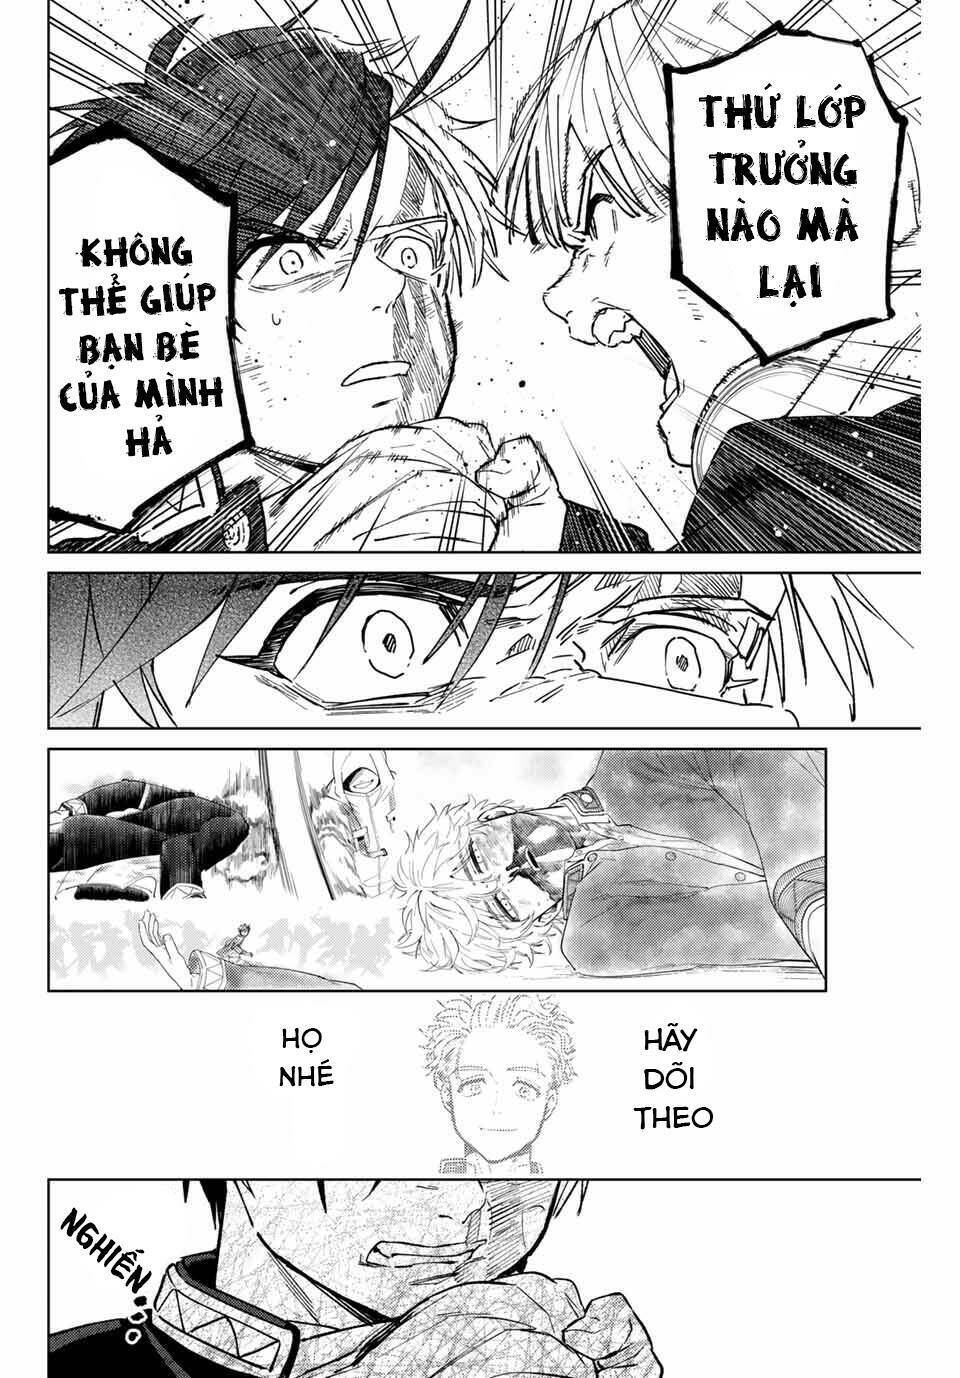 THỨ LỚP
TRƯỞNG
NÀO MÀ
LẠI
KHÔNG
THỂ GIÚP
BẠN BÈ
CỦA MÌNH
HẢ
HÃY
DÕI
THEO
HỌ
NHÉ
NGHIẾN